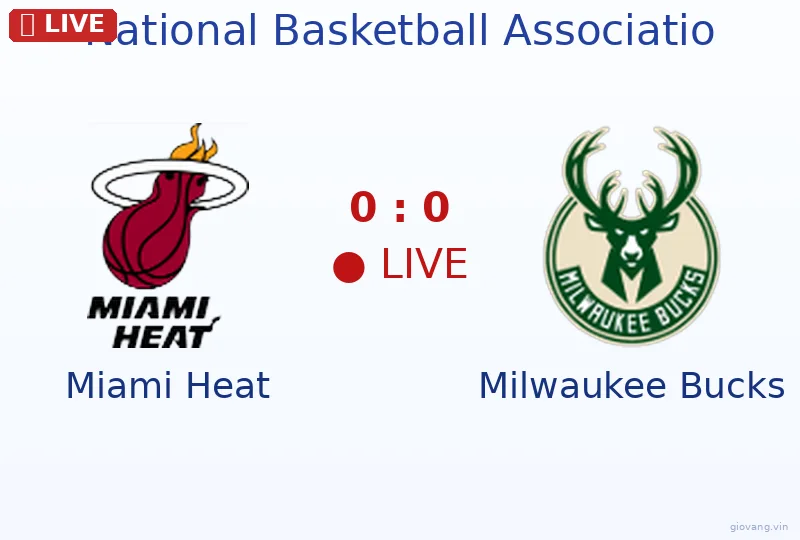 LIVE
National Basketball Associatio
0 : 0
● LIVE
MIAMI
HEAT
MILWAUKEE BUCKS
Miami Heat
Milwaukee Bucks
giovang.vin